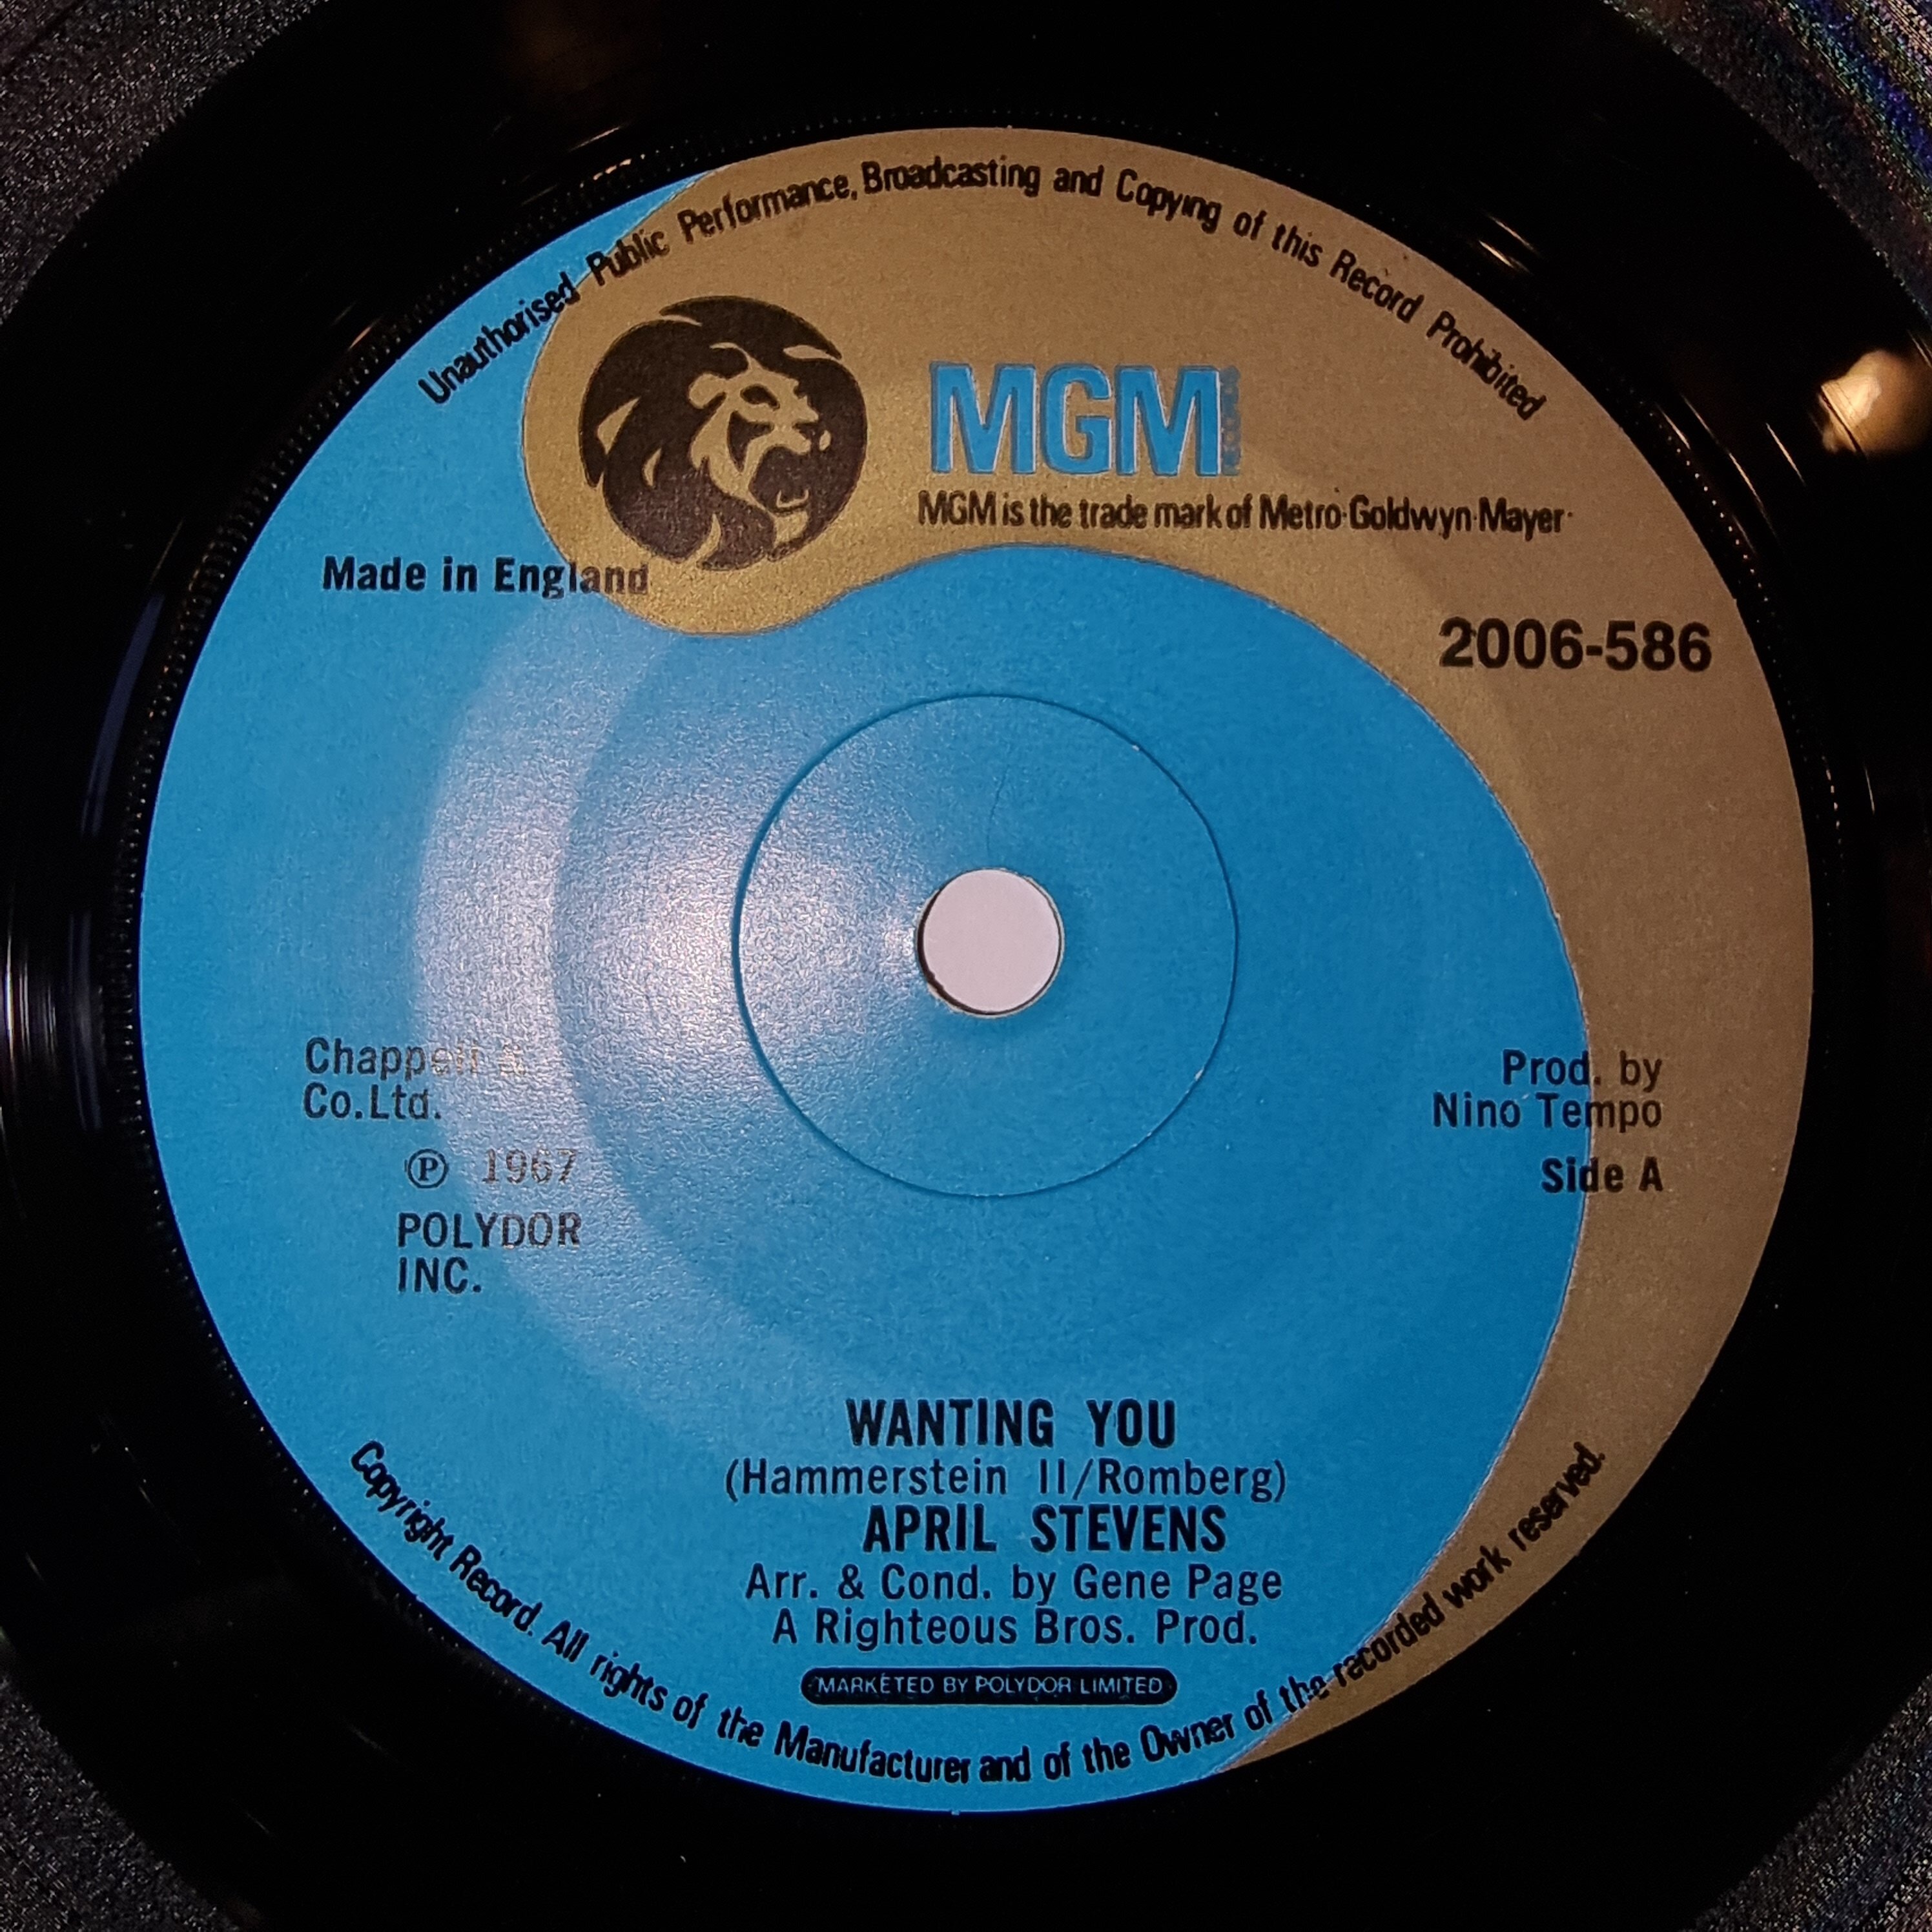 Unauthorised Public Performance, Broadcasting and Copying of this Record Prohibited
MGM
RECORDS
MGM is the trade mark of Metro-Goldwyn-Mayer
Made in England
2006-586
Chappell &
Co.Ltd.
Ⓟ 1967
POLYDOR
INC.
Prod. by
Nino Tempo
Side A
WANTING YOU
(Hammerstein II/Romberg)
APRIL STEVENS
Arr. & Cond. by Gene Page
A Righteous Bros. Prod.
MARKETED BY POLYDOR LIMITED
Copyright Record. All rights of the Manufacturer and of the Owner of the recorded work reserved.